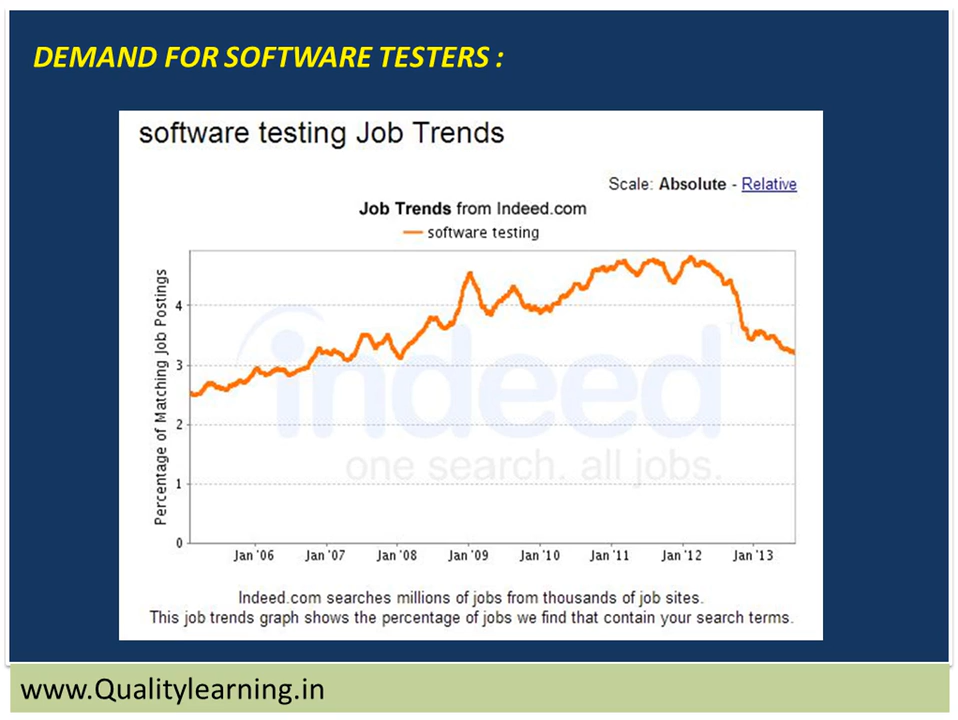 DEMAND FOR SOFTWARE TESTERS :
software testing Job Trends
Scale: Absolute - Relative
Job Trends from Indeed.com
software testing
Percentage of Matching Job Postings
4
3
2
1
0
indeed
one search. all jobs.
Jan '06 Jan '07 Jan '08 Jan '09 Jan '10 Jan '11 Jan '12 Jan '13
Indeed.com searches millions of jobs from thousands of job sites.
This job trends graph shows the percentage of jobs we find that contain your search terms.
www.Qualitylearning.in